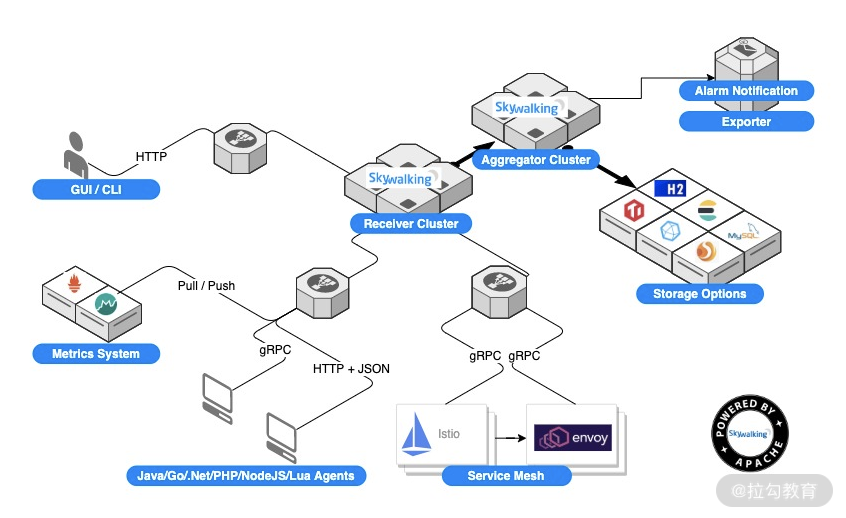 Alarm Notification
Exporter
Skywalking
Aggregator Cluster
HTTP
GUI / CLI
Skywalking
Receiver Cluster
H2
MySQL
Storage Options
Pull / Push
Metrics System
gRPC
HTTP + JSON
gRPC
gRPC
Istio
envoy
Java/Go/.Net/PHP/NodeJS/Lua Agents
Service Mesh
POWERED BY
Skywalking
APACHE
@拉勾教育